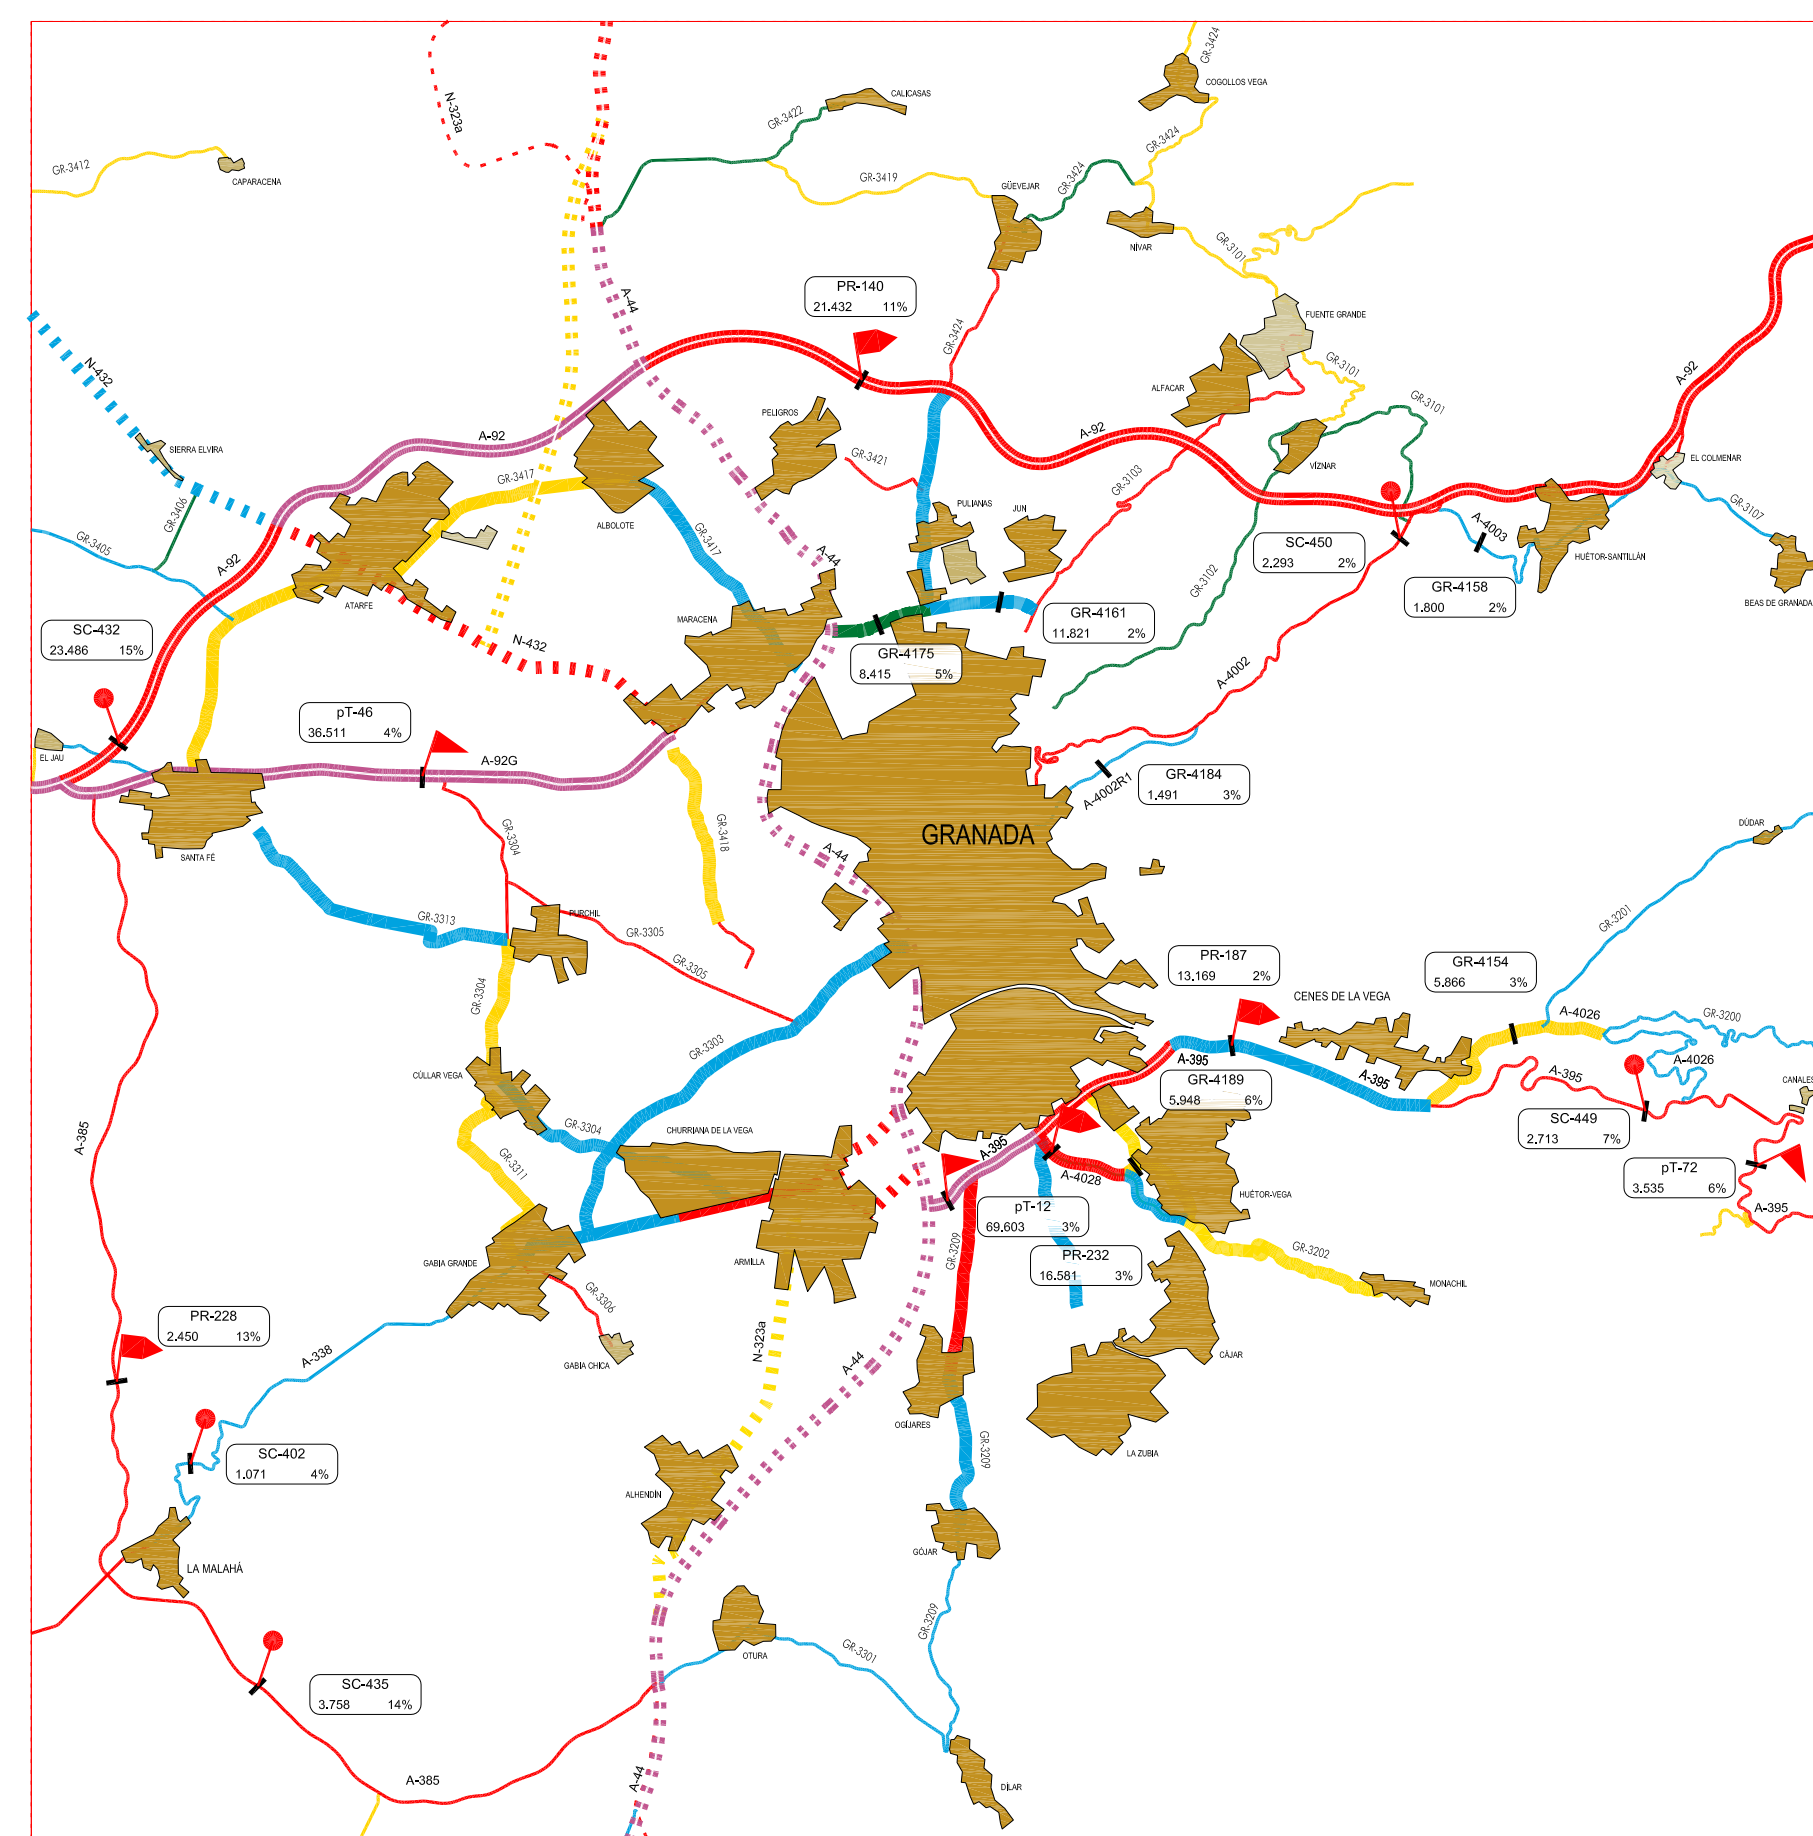 GR-3424
COGOLLOS VEGA
N-323a
CALICASAS
GR-3422
GR-3424
GR-3412
CAPARACENA
GR-3419
GÜEVEJAR
GR-3424
NÍVAR
GR-3101
A-44
PR-140
21.432 11%
FUENTE GRANDE
GR-3424
GR-3101
N-432
ALFACAR
A-92
GR-3101
PELIGROS
A-92
A-92
SIERRA ELVIRA
GR-3421
VÍZNAR
EL COLMENAR
GR-3417
GR-3103
GR-3406
ALBOLOTE
PULIANAS
JUN
GR-3107
A-4003
GR-3405
GR-3417
SC-450
2.293 2%
HUÉTOR-SANTILLÁN
A-92
A-44
GR-3102
GR-4158
1.800 2%
BEAS DE GRANADA
ATARFE
MARACENA
GR-4161
11.821 2%
SC-432
23.486 15%
N-432
GR-4175
8.415 5%
A-4002
pT-46
36.511 4%
EL JAU
A-92G
GR-4184
1.491 3%
A-4002R1
GR-3304
GR-3418
GRANADA
DÚDAR
SANTA FÉ
A-44
GR-3313
PURCHIL
GR-3305
GR-3201
GR-3305
PR-187
13.169 2%
GR-4154
5.866 3%
GR-3304
CENES DE LA VEGA
A-4026
GR-3200
GR-3303
A-395
A-4026
CÚLLAR VEGA
A-395
A-395
CANALES
GR-4189
5.948 6%
SC-449
2.713 7%
GR-3304
CHURRIANA DE LA VEGA
A-385
A-395
GR-3311
A-4028
pT-72
3.535 6%
HUÉTOR-VEGA
A-395
pT-12
69.603 3%
GR-3209
GR-3202
PR-232
16.581 3%
GABIA GRANDE
ARMILLA
MONACHIL
GR-3306
PR-228
2.450 13%
A-338
GABIA CHICA
N-323a
A-44
CÁJAR
OGÍJARES
LA ZUBIA
SC-402
1.071 4%
GR-3209
ALHENDÍN
GÓJAR
LA MALAHÁ
GR-3209
OTURA
GR-3301
SC-435
3.758 14%
A-385
A-44
DÍLAR